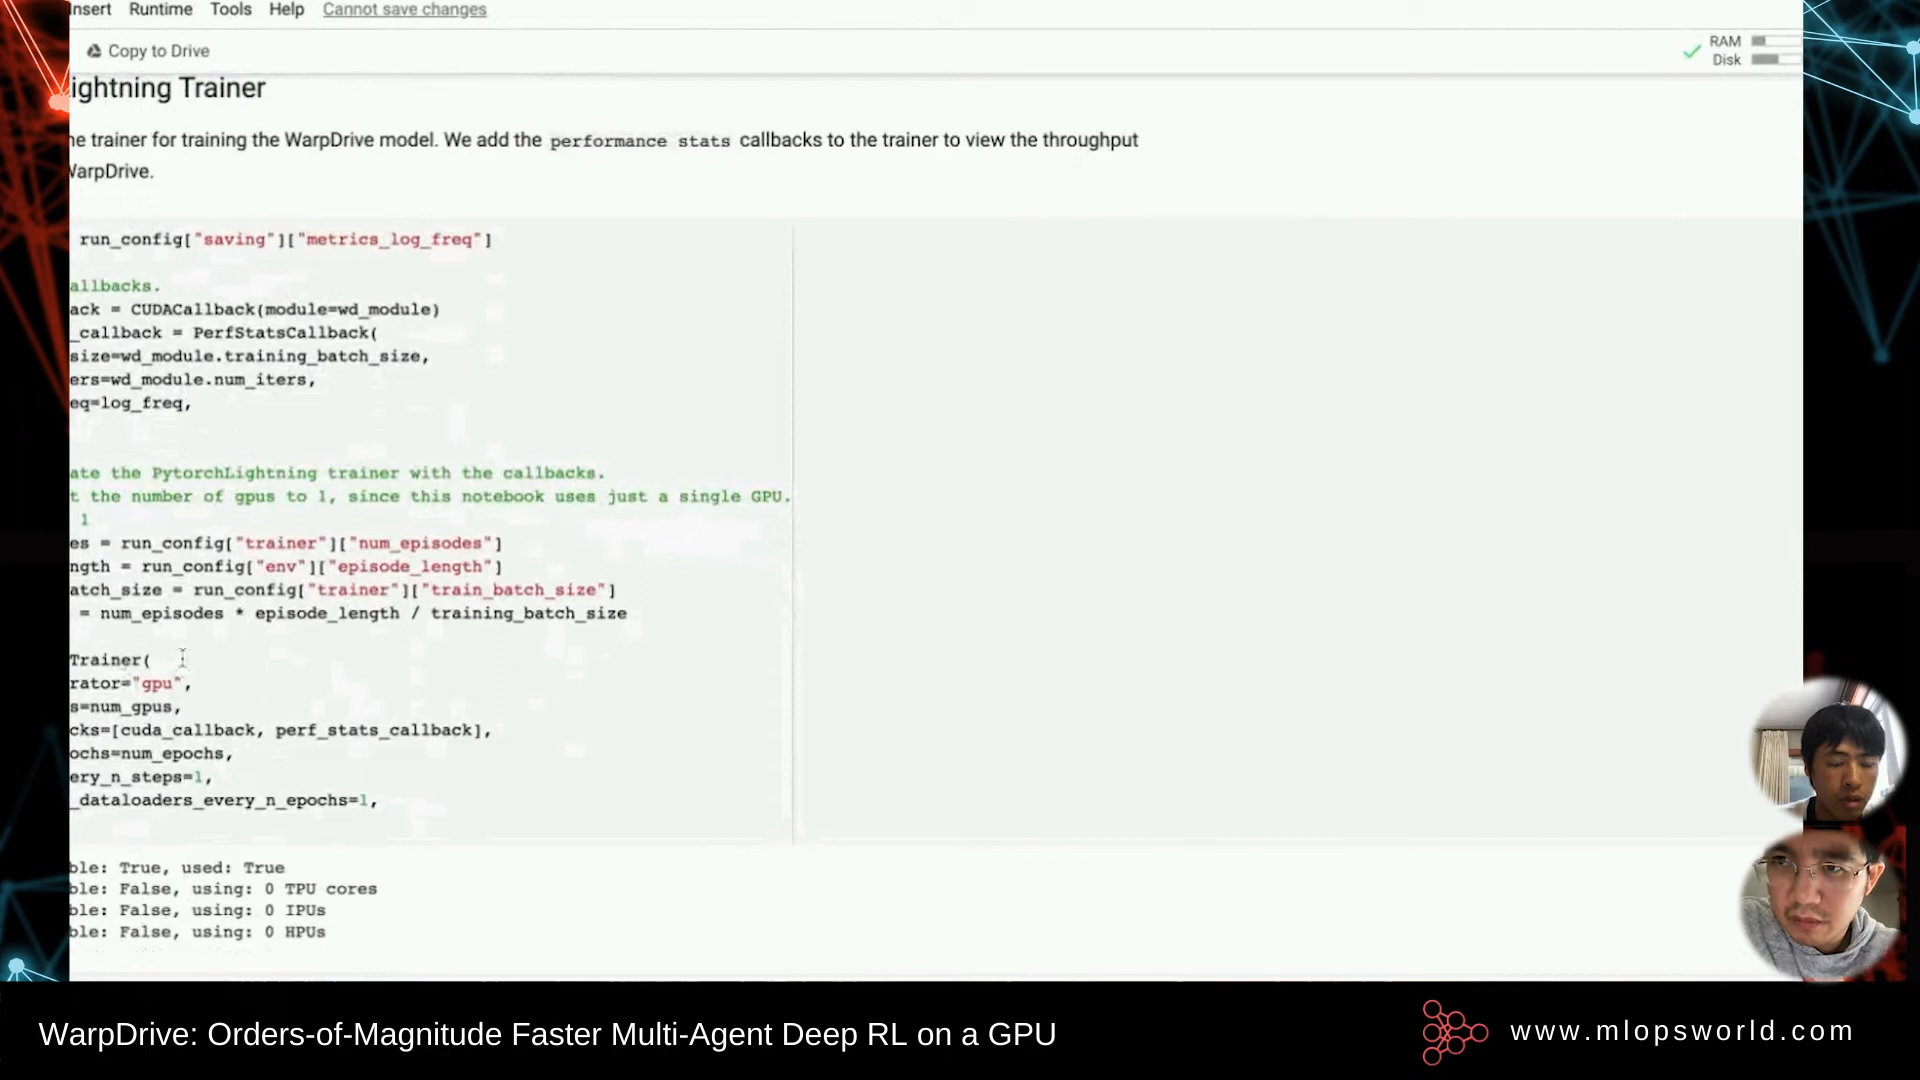 Insert Runtime Tools Help Cannot save changes
Copy to Drive
RAM
Disk
ightning Trainer
he trainer for training the WarpDrive model. We add the performance stats callbacks to the trainer to view the throughput
WarpDrive.
run_config["saving"]["metrics_log_freq"]
allbacks.
ack = CUDACallback(module=wd_module)
_callback = PerfStatsCallback(
size=wd_module.training_batch_size,
ers=wd_module.num_iters,
eq=log_freq,
ate the PytorchLightning trainer with the callbacks.
t the number of gpus to 1, since this notebook uses just a single GPU.
1
es = run_config["trainer"]["num_episodes"]
ngth = run_config["env"]["episode_length"]
atch_size = run_config["trainer"]["train_batch_size"]
= num_episodes * episode_length / training_batch_size
Trainer(
rator="gpu",
s=num_gpus,
cks=[cuda_callback, perf_stats_callback],
ochs=num_epochs,
ery_n_steps=1,
_dataloaders_every_n_epochs=1,
ble: True, used: True
ble: False, using: 0 TPU cores
ble: False, using: 0 IPUs
ble: False, using: 0 HPUs
WarpDrive: Orders-of-Magnitude Faster Multi-Agent Deep RL on a GPU
www.mlopsworld.com